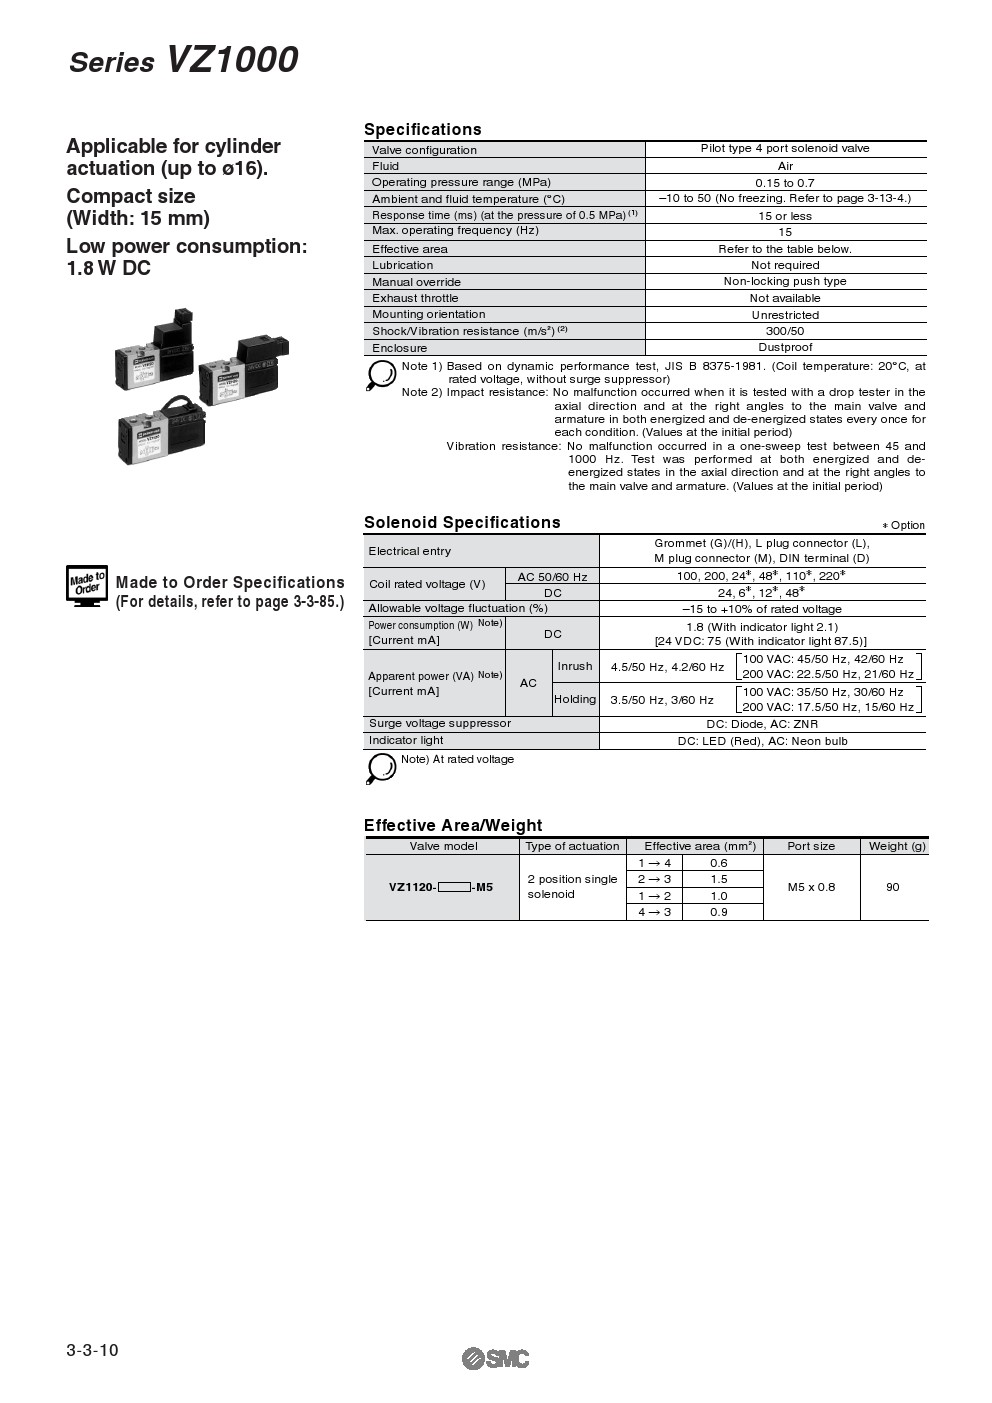 Series VZ1000
Applicable for cylinder
actuation (up to ø16).
Compact size
(Width: 15 mm)
Low power consumption:
1.8 W DC
Made to
Order
Made to Order Specifications
(For details, refer to page 3-3-85.)
Specifications
Valve configuration Pilot type 4 port solenoid valve
Fluid Air
Operating pressure range (MPa) 0.15 to 0.7
Ambient and fluid temperature (°C) –10 to 50 (No freezing. Refer to page 3-13-4.)
Response time (ms) (at the pressure of 0.5 MPa) (1) 15 or less
Max. operating frequency (Hz) 15
Effective area Refer to the table below.
Lubrication Not required
Manual override Non-locking push type
Exhaust throttle Not available
Mounting orientation Unrestricted
Shock/Vibration resistance (m/s²) (2) 300/50
Enclosure Dustproof
Note 1) Based on dynamic performance test, JIS B 8375-1981. (Coil temperature: 20°C, at
rated voltage, without surge suppressor)
Note 2) Impact resistance: No malfunction occurred when it is tested with a drop tester in the
axial direction and at the right angles to the main valve and
armature in both energized and de-energized states every once for
each condition. (Values at the initial period)
Vibration resistance: No malfunction occurred in a one-sweep test between 45 and
1000 Hz. Test was performed at both energized and de-
energized states in the axial direction and at the right angles to
the main valve and armature. (Values at the initial period)
Solenoid Specifications
* Option
Electrical entry Grommet (G)/(H), L plug connector (L),
M plug connector (M), DIN terminal (D)
Coil rated voltage (V) AC 50/60 Hz 100, 200, 24*, 48*, 110*, 220*
DC 24, 6*, 12*, 48*
Allowable voltage fluctuation (%) –15 to +10% of rated voltage
Power consumption (W) Note) DC 1.8 (With indicator light 2.1)
[Current mA] [24 VDC: 75 (With indicator light 87.5)]
Apparent power (VA) Note) AC Inrush 4.5/50 Hz, 4.2/60 Hz 100 VAC: 45/50 Hz, 42/60 Hz
[Current mA] 200 VAC: 22.5/50 Hz, 21/60 Hz
Holding 3.5/50 Hz, 3/60 Hz 100 VAC: 35/50 Hz, 30/60 Hz
200 VAC: 17.5/50 Hz, 15/60 Hz
Surge voltage suppressor DC: Diode, AC: ZNR
Indicator light DC: LED (Red), AC: Neon bulb
Note) At rated voltage
Effective Area/Weight
Valve model Type of actuation Effective area (mm²) Port size Weight (g)
VZ1120- -M5 2 position single solenoid 1 → 4 0.6 M5 x 0.8 90
2 → 3 1.5
1 → 2 1.0
4 → 3 0.9
3-3-10
SMC